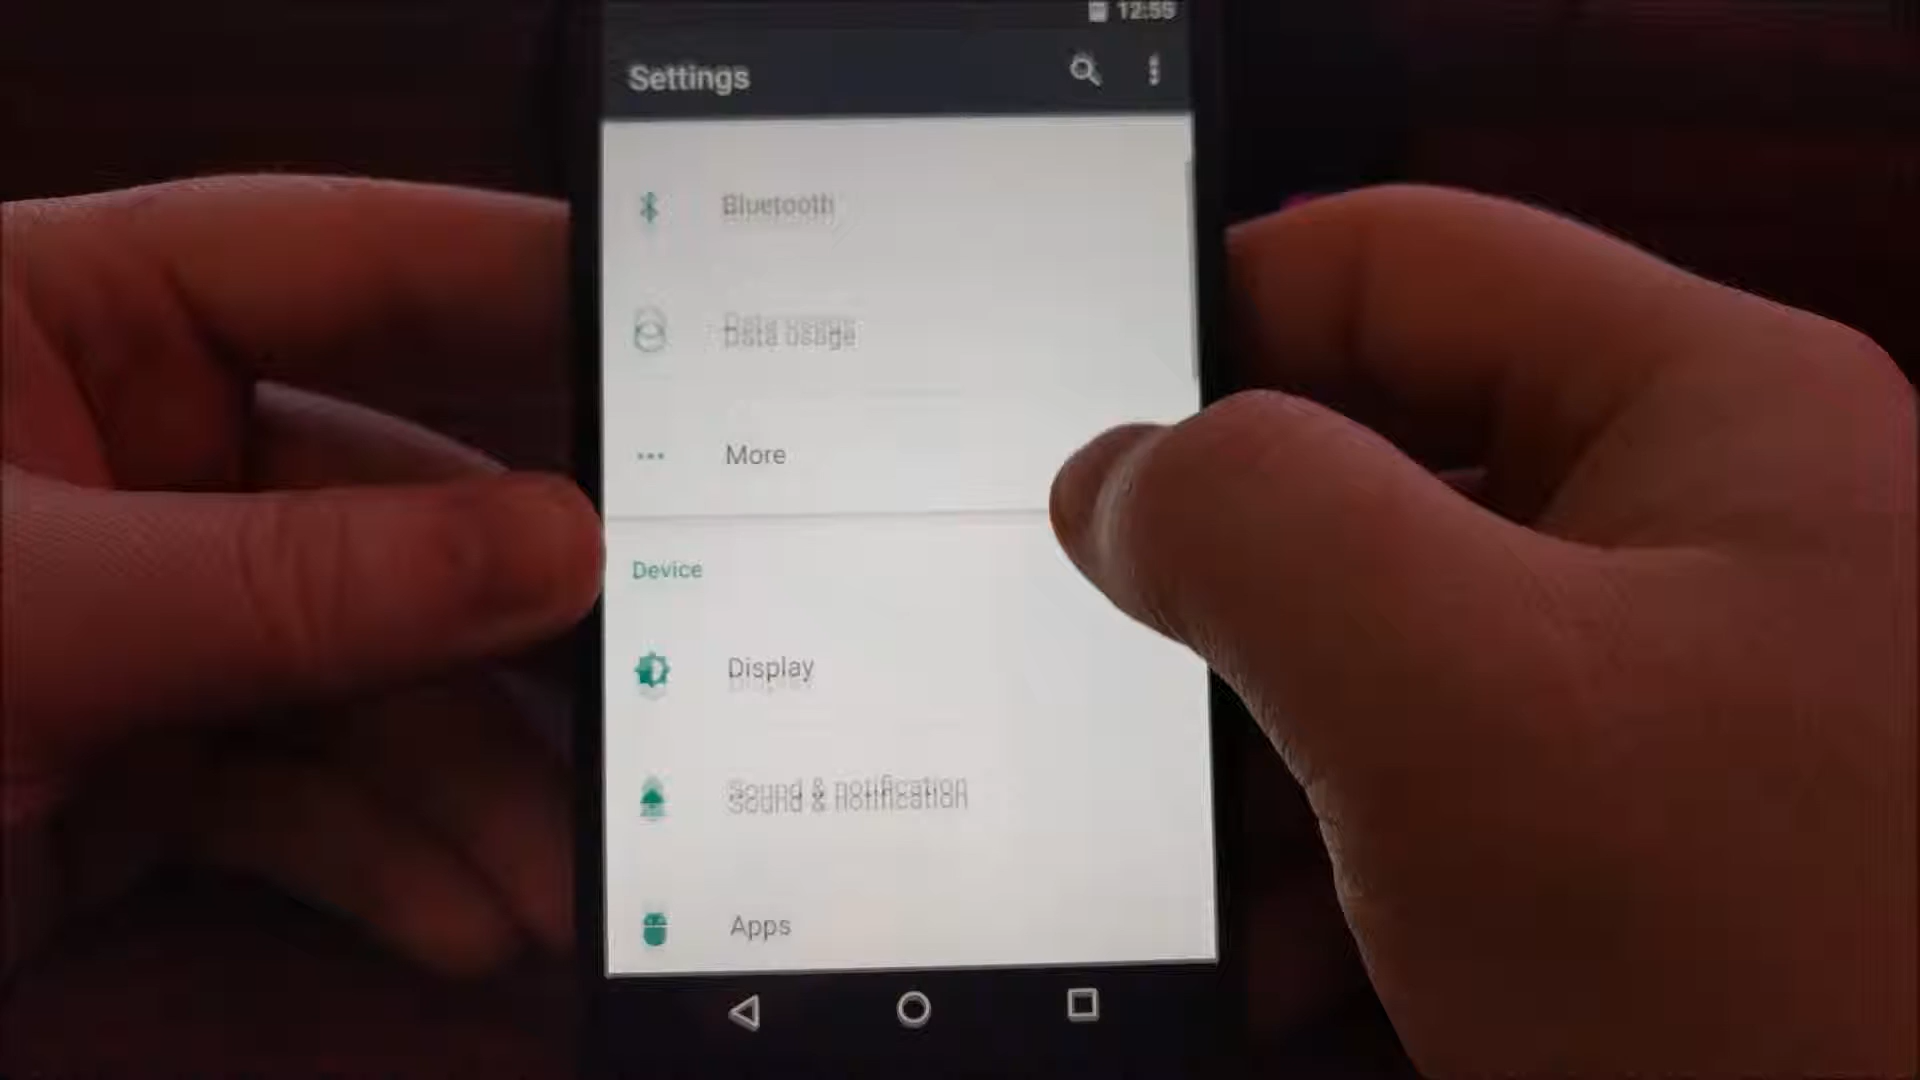 12:55
Settings
Bluetooth
Data usage
More
Device
Display
Sound & notification
Apps